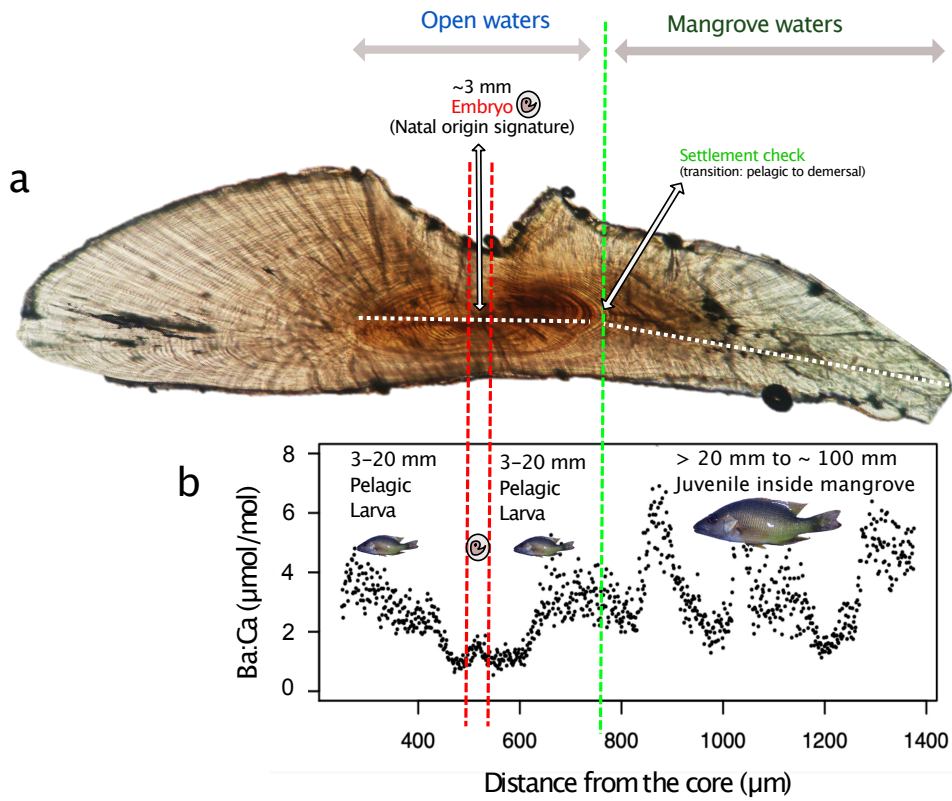 Open waters
Mangrove waters
~3 mm
Embryo
(Natal origin signature)
Settlement check
(transition: pelagic to demersal)
a
b
3–20 mm
Pelagic
Larva
3–20 mm
Pelagic
Larva
> 20 mm to ~ 100 mm
Juvenile inside mangrove
Ba:Ca (µmol/mol)
8
6
4
2
0
400
600
800
1000
1200
1400
Distance from the core (µm)